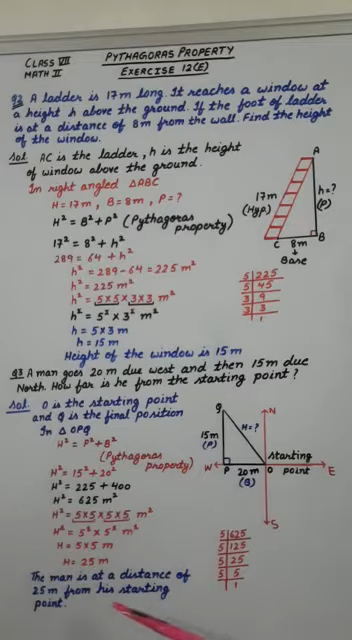 CLASS VII
MATH II
PYTHAGORAS PROPERTY
EXERCISE 12(E)
Q2 A ladder is 17m long. It reaches a window at
a height h above the ground. If the foot of ladder
is at a distance of 8m from the wall. Find the height
of the window.
Sol. AC is the ladder, h is the height
of window above the ground.
In right angled △ABC
H = 17m, B = 8m, P = ?
H² = B² + P² (Pythagoras
property)
17² = 8² + h²
289 = 64 + h²
h² = 289 - 64 = 225 m²
h² = 225 m²
h² = 5×5×3×3 m²
h² = 5² × 3² m²
h = 5×3 m
h = 15 m
Height of the window is 15 m
A
17m
(Hyp)
h = ?
(P)
C 8m B
↓
Base
5 225
5 45
3 9
3 3
1
Q3 A man goes 20 m due west and then 15 m due
North. How far is he from the starting point?
Sol. O is the starting point
and Q is the final position
In △ OPQ
H² = P² + B²
(Pythagoras
property)
H² = 15² + 20²
H² = 225 + 400
H² = 625 m²
H² = 5×5×5×5 m²
H² = 5² × 5² m²
H = 5×5 m
H = 25 m
The man is at a distance of
25 m from his starting
point.
Q N
15m
(P)
H = ?
starting
W P 20m O point E
(B)
S
5 625
5 125
5 25
5 5
1